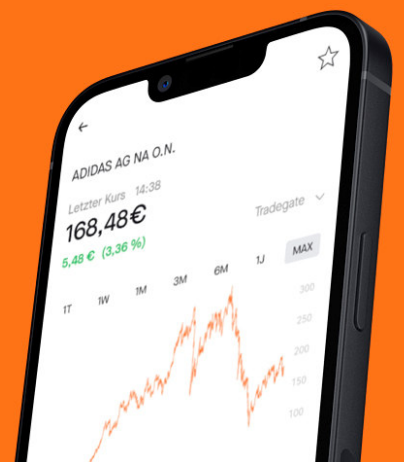 ADIDAS AG NA O.N.
Letzter Kurs 14:38
168,48€
5,48 € (3,36 %)
Tradegate
1T 1W 1M 3M 6M 1J MAX
300
250
200
150
100